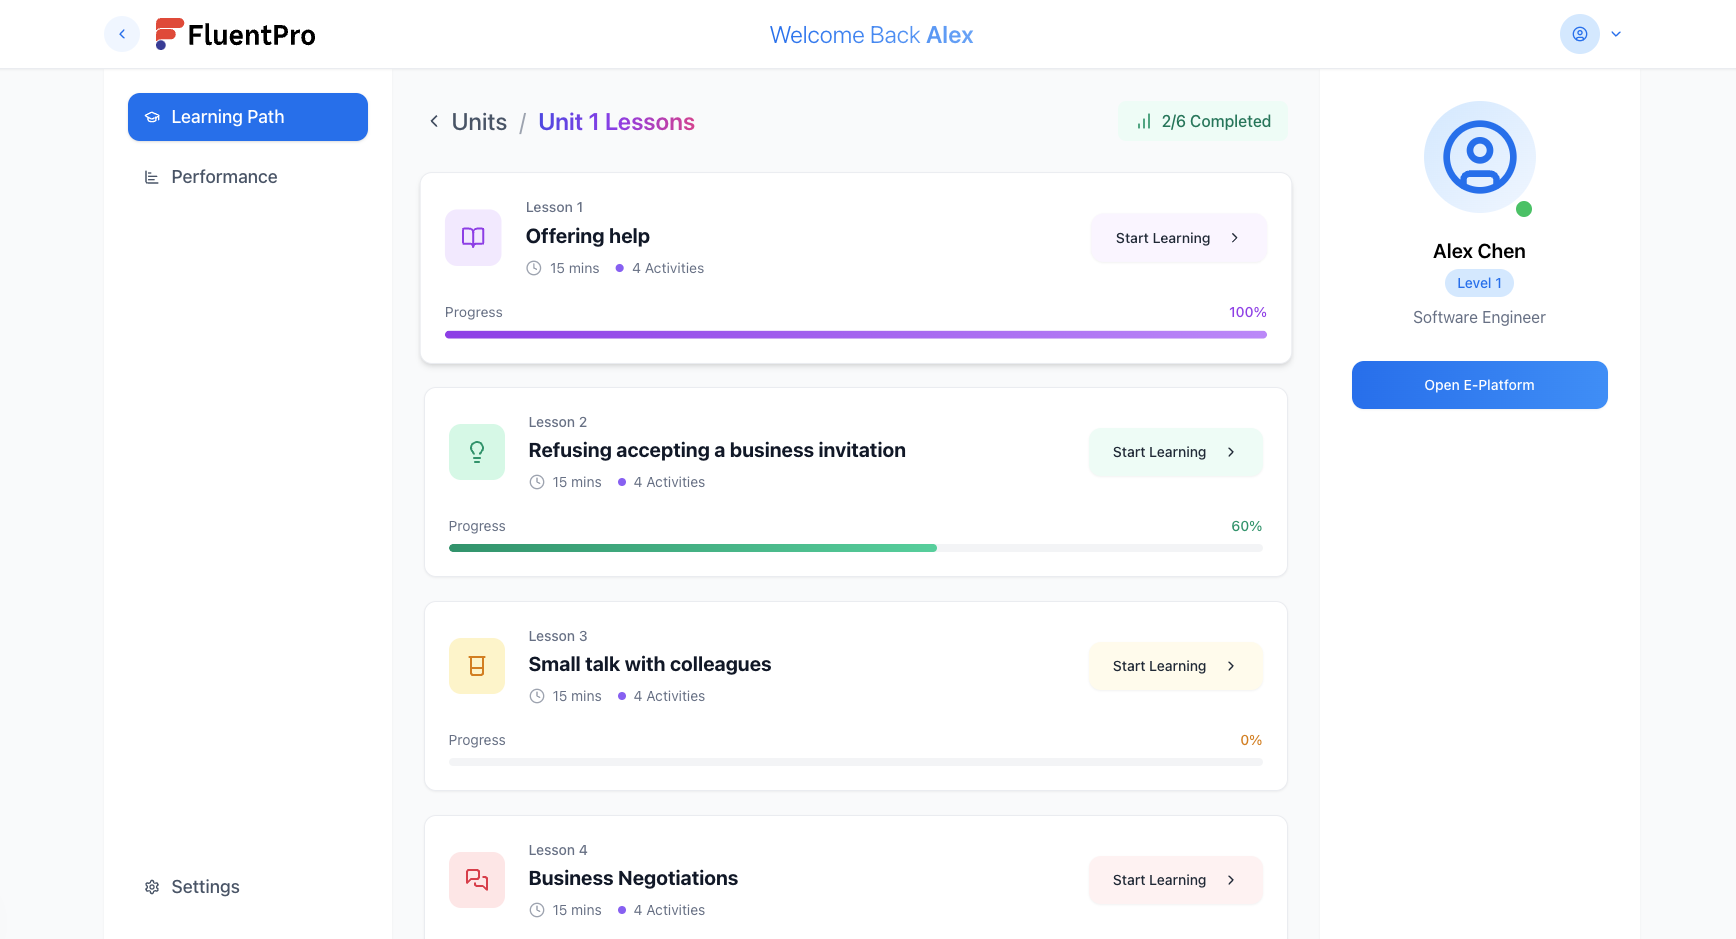 FluentPro
Welcome Back Alex
Learning Path
Performance
Settings
Units / Unit 1 Lessons
2/6 Completed
Lesson 1
Offering help
15 mins 4 Activities
Start Learning
Progress 100%
Lesson 2
Refusing accepting a business invitation
15 mins 4 Activities
Start Learning
Progress 60%
Lesson 3
Small talk with colleagues
15 mins 4 Activities
Start Learning
Progress 0%
Lesson 4
Business Negotiations
15 mins 4 Activities
Start Learning
Alex Chen
Level 1
Software Engineer
Open E-Platform